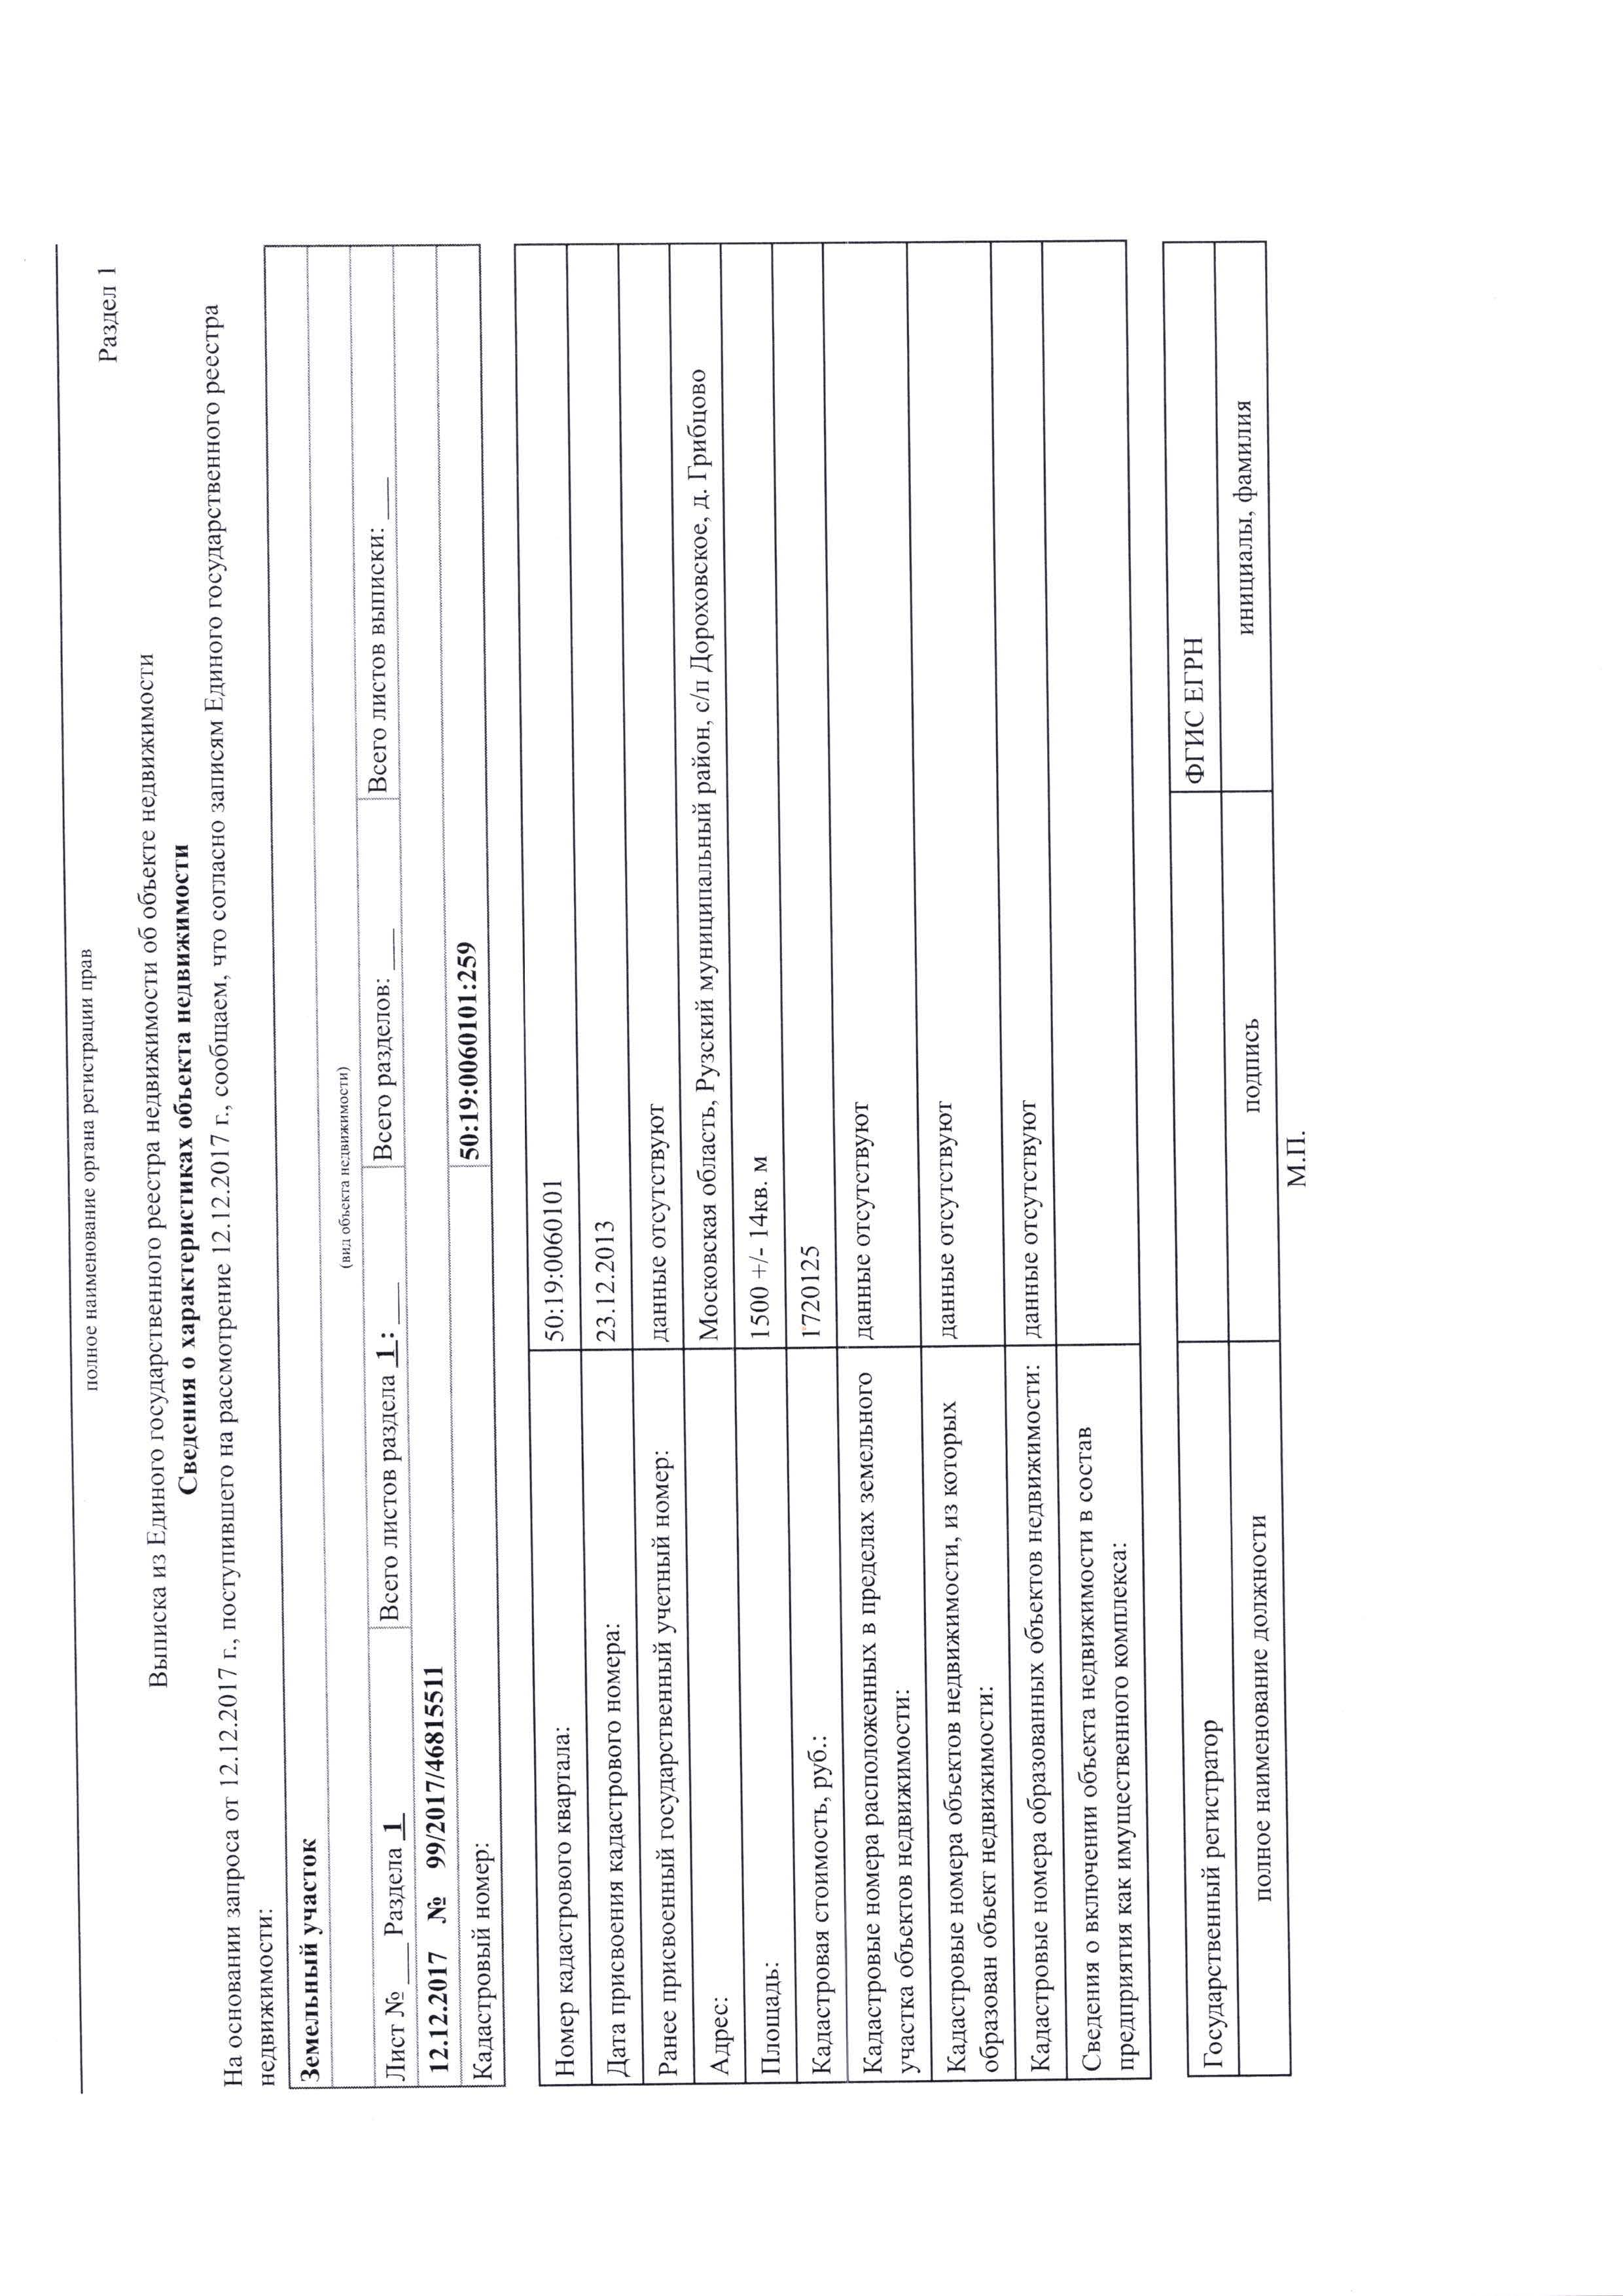 полное наименование органа регистрации прав
Раздел 1
Выписка из Единого государственного реестра недвижимости об объекте недвижимости
Сведения о характеристиках объекта недвижимости
На основании запроса от 12.12.2017 г., поступившего на рассмотрение 12.12.2017 г., сообщаем, что согласно записям Единого государственного реестра
недвижимости:
Земельный участок
(вид объекта недвижимости)
Лист № ___ Раздела 1 Всего листов раздела 1 : ___ Всего разделов: ___ Всего листов выписки: ___
12.12.2017 № 99/2017/46815511
Кадастровый номер: 50:19:0060101:259
Номер кадастрового квартала: 50:19:0060101
Дата присвоения кадастрового номера: 23.12.2013
Ранее присвоенный государственный учетный номер: данные отсутствуют
Адрес: Московская область, Рузский муниципальный район, с/п Дороховское, д. Грибцово
Площадь: 1500 +/- 14кв. м
Кадастровая стоимость, руб.: 1720125
Кадастровые номера расположенных в пределах земельного данные отсутствуют
участка объектов недвижимости:
Кадастровые номера объектов недвижимости, из которых данные отсутствуют
образован объект недвижимости:
Кадастровые номера образованных объектов недвижимости: данные отсутствуют
Сведения о включении объекта недвижимости в состав
предприятия как имущественного комплекса:
Государственный регистратор ФГИС ЕГРН
полное наименование должности подпись инициалы, фамилия
М.П.